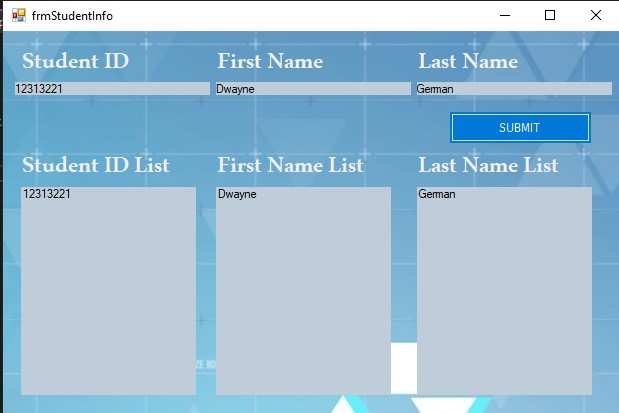 frmStudentInfo
Student ID First Name Last Name
12313221 Dwayne German
SUBMIT
Student ID List First Name List Last Name List
12313221 Dwayne German